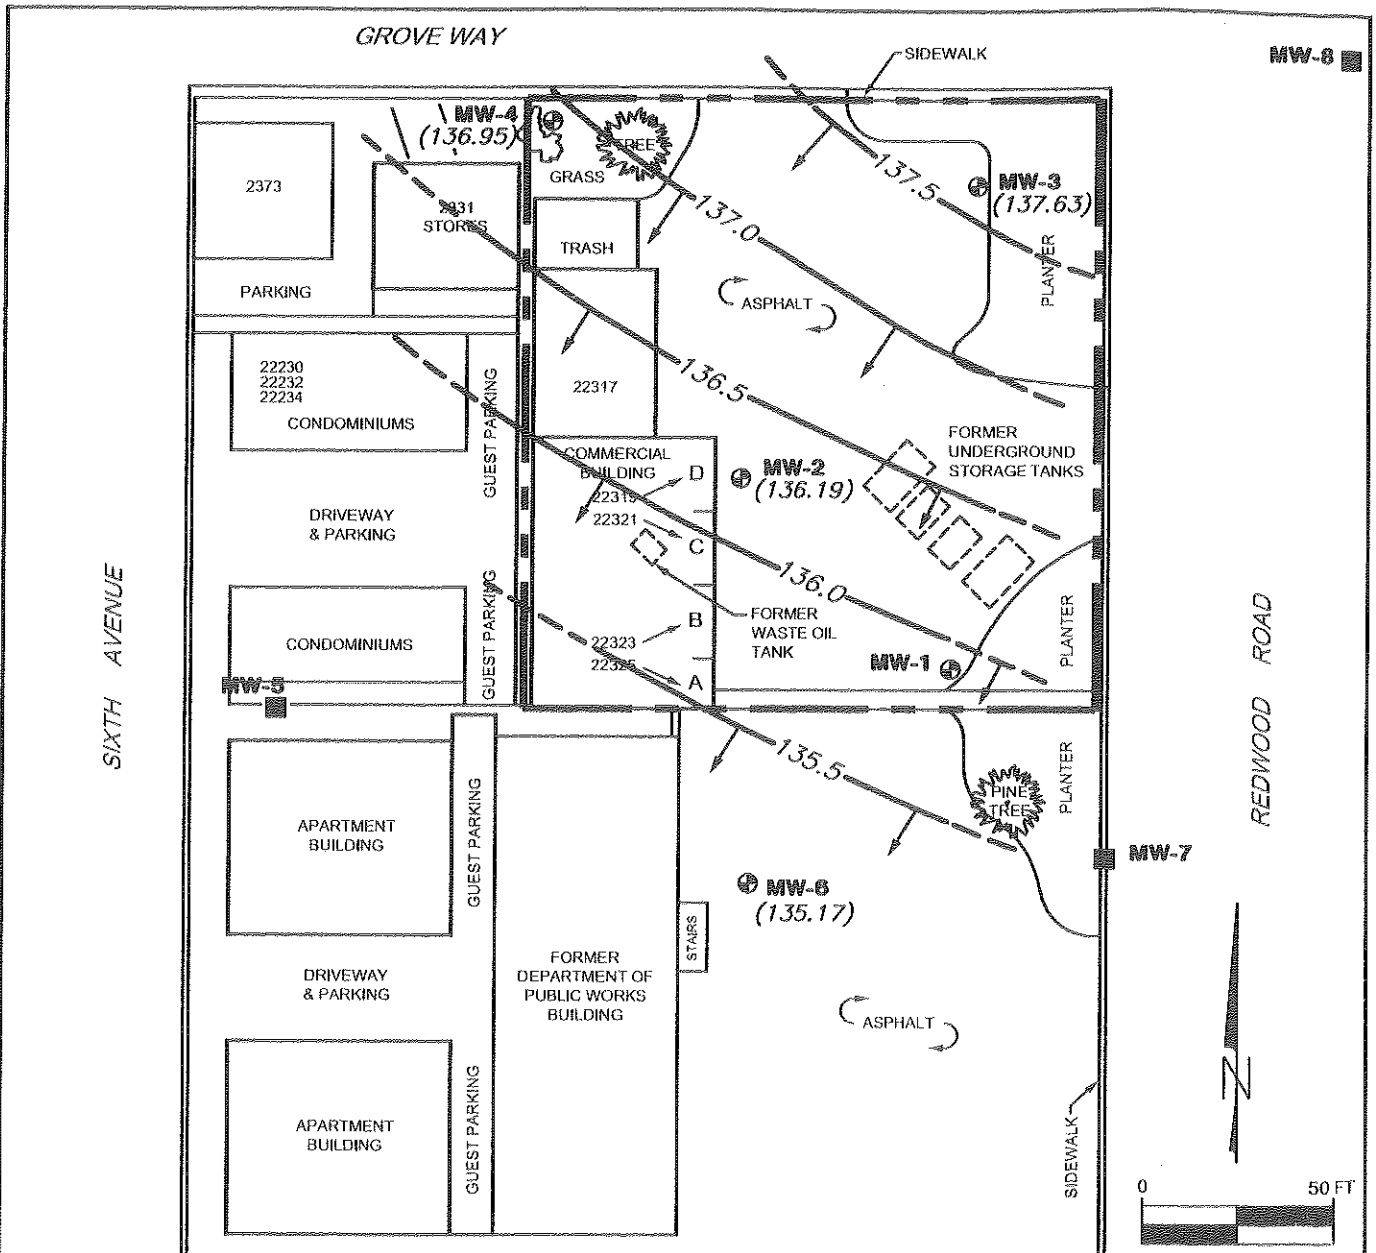 GROVE WAY
SIDEWALK
MW-8
MW-4
(136.95)
TREE
GRASS
137.5
MW-3
(137.63)
2373
STORES
137.0
TRASH
PLANTER
PARKING
ASPHALT
22230
22232
22234
CONDOMINIUMS
GUEST PARKING
22317
136.5
FORMER
UNDERGROUND
STORAGE TANKS
COMMERCIAL
BUILDING
D
MW-2
(136.19)
22319
22321
C
DRIVEWAY
& PARKING
136.0
SIXTH AVENUE
CONDOMINIUMS
GUEST PARKING
22323
B
22325
A
FORMER
WASTE OIL
TANK
MW-1
PLANTER
REDWOOD ROAD
MW-5
135.5
PLANTER
PINE
TREE
APARTMENT
BUILDING
GUEST PARKING
MW-7
MW-6
(135.17)
STAIRS
DRIVEWAY
& PARKING
FORMER
DEPARTMENT OF
PUBLIC WORKS
BUILDING
ASPHALT
N
APARTMENT
BUILDING
GUEST PARKING
SIDEWALK
0 50 FT